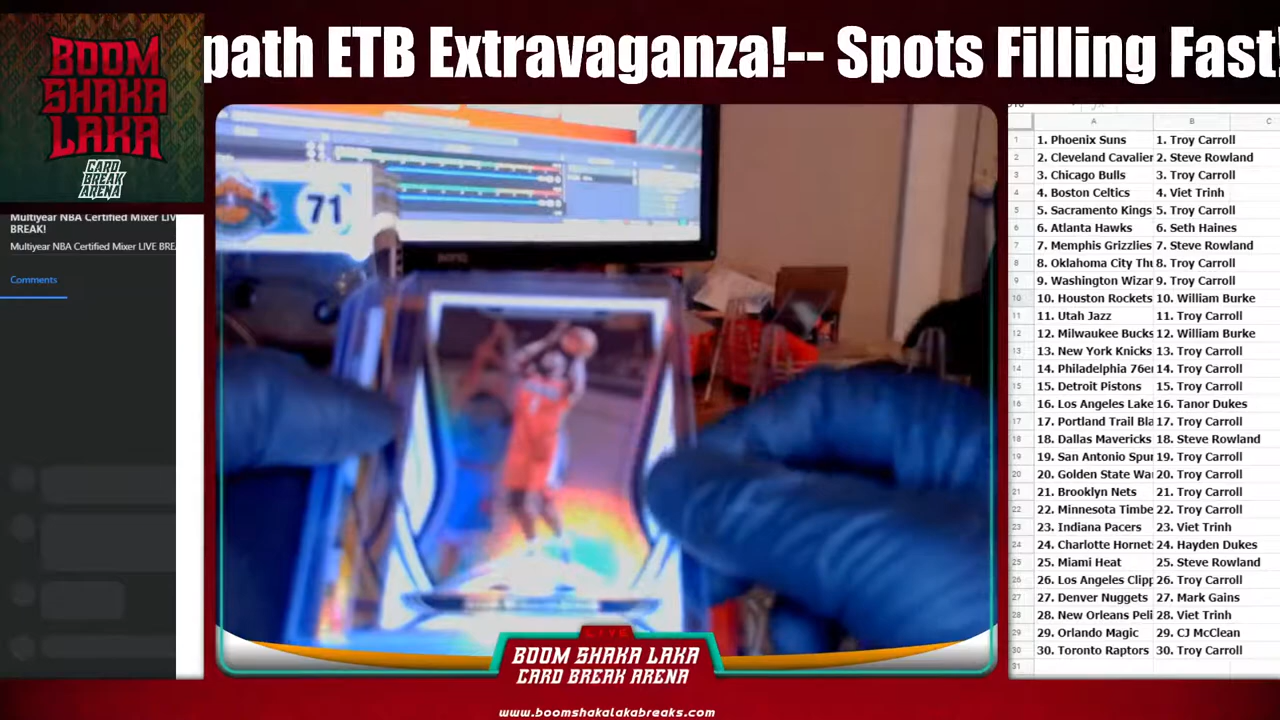 path ETB Extravaganza!-- Spots Filling Fast!
BOOM
SHAKA
LAKA
CARD
BREAK
ARENA
Multiyear NBA Certified Mixer LIV
BREAK!
Multiyear NBA Certified Mixer LIVE BREA
Comments
71
BENQ
A B C
1 1. Phoenix Suns 1. Troy Carroll
2 2. Cleveland Cavalier 2. Steve Rowland
3 3. Chicago Bulls 3. Troy Carroll
4 4. Boston Celtics 4. Viet Trinh
5 5. Sacramento Kings 5. Troy Carroll
6 6. Atlanta Hawks 6. Seth Haines
7 7. Memphis Grizzlies 7. Steve Rowland
8 8. Oklahoma City Thu 8. Troy Carroll
9 9. Washington Wizar 9. Troy Carroll
10 10. Houston Rockets 10. William Burke
11 11. Utah Jazz 11. Troy Carroll
12 12. Milwaukee Bucks 12. William Burke
13 13. New York Knicks 13. Troy Carroll
14 14. Philadelphia 76e 14. Troy Carroll
15 15. Detroit Pistons 15. Troy Carroll
16 16. Los Angeles Lake 16. Tanor Dukes
17 17. Portland Trail Bla 17. Troy Carroll
18 18. Dallas Mavericks 18. Steve Rowland
19 19. San Antonio Spur 19. Troy Carroll
20 20. Golden State Wa 20. Troy Carroll
21 21. Brooklyn Nets 21. Troy Carroll
22 22. Minnesota Timbe 22. Troy Carroll
23 23. Indiana Pacers 23. Viet Trinh
24 24. Charlotte Hornet 24. Hayden Dukes
25 25. Miami Heat 25. Steve Rowland
26 26. Los Angeles Clipp 26. Troy Carroll
27 27. Denver Nuggets 27. Mark Gains
28 28. New Orleans Peli 28. Viet Trinh
29 29. Orlando Magic 29. CJ McClean
30 30. Toronto Raptors 30. Troy Carroll
31
LIVE
BOOM SHAKA LAKA
CARD BREAK ARENA
www.boomshakalakabreaks.com